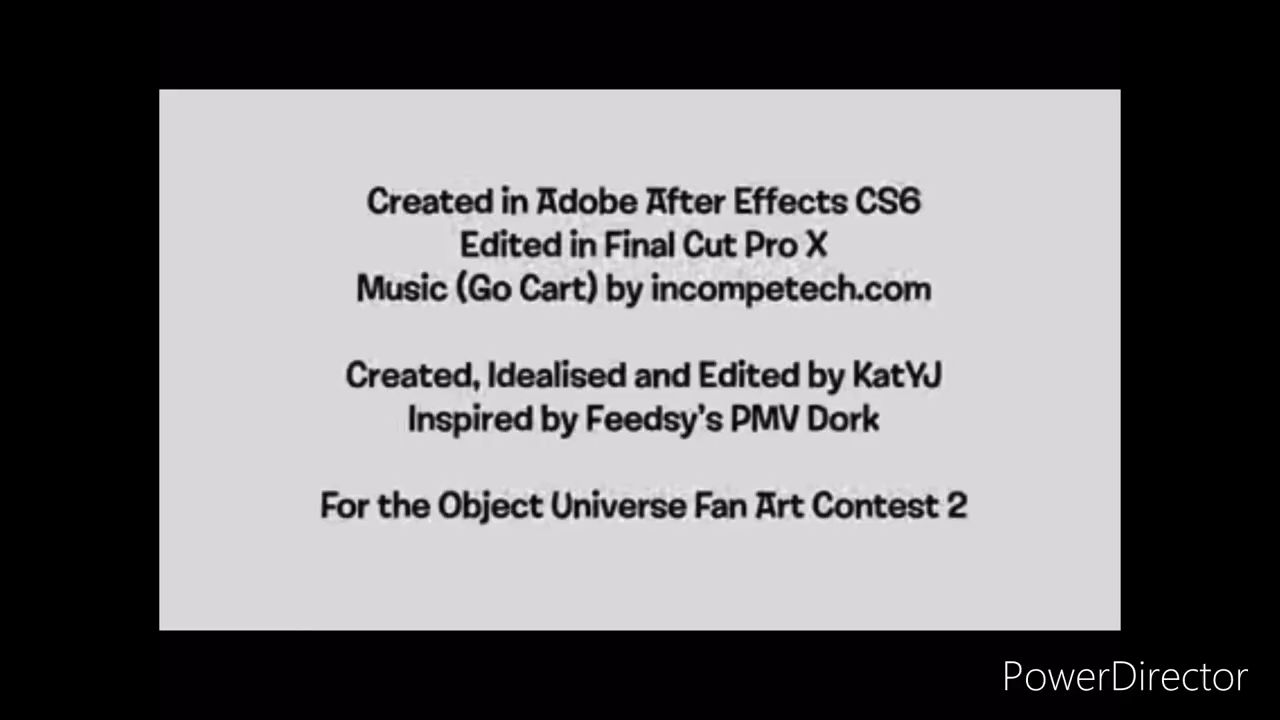 Created in Adobe After Effects CS6
Edited in Final Cut Pro X
Music (Go Cart) by incompetech.com
Created, Idealised and Edited by KatYJ
Inspired by Feedsy's PMV Dork
For the Object Universe Fan Art Contest 2
PowerDirector